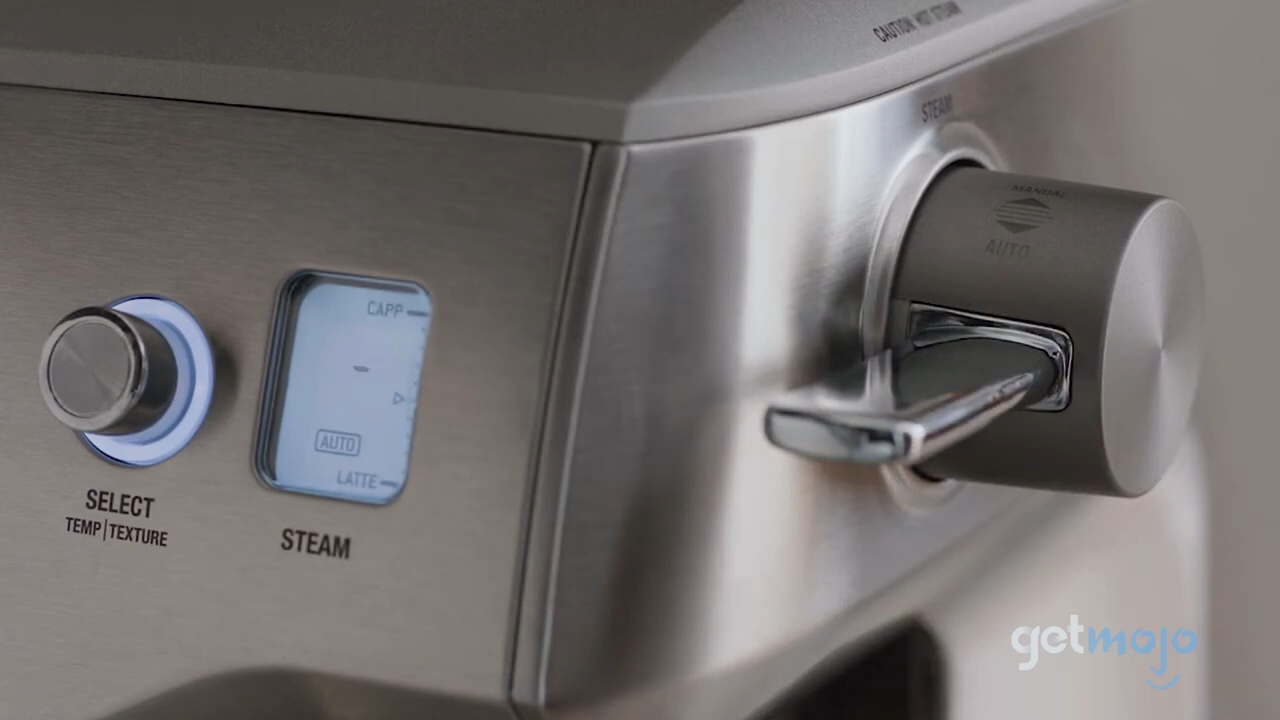 CAUTION HOT STEAM
STEAM
MANUAL
AUTO
CAPP
AUTO
LATTE
SELECT
TEMP|TEXTURE
STEAM
getmojo